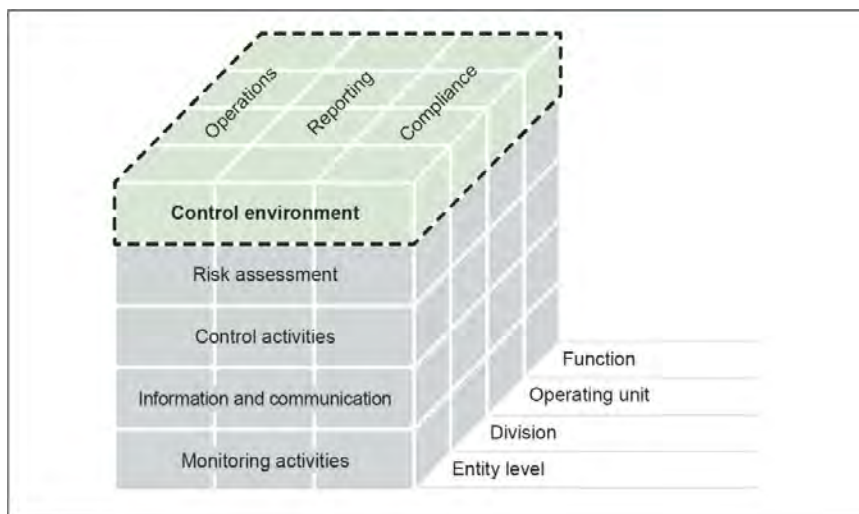 Operations
Reporting
Compliance
Control environment
Risk assessment
Control activities
Information and communication
Monitoring activities
Function
Operating unit
Division
Entity level